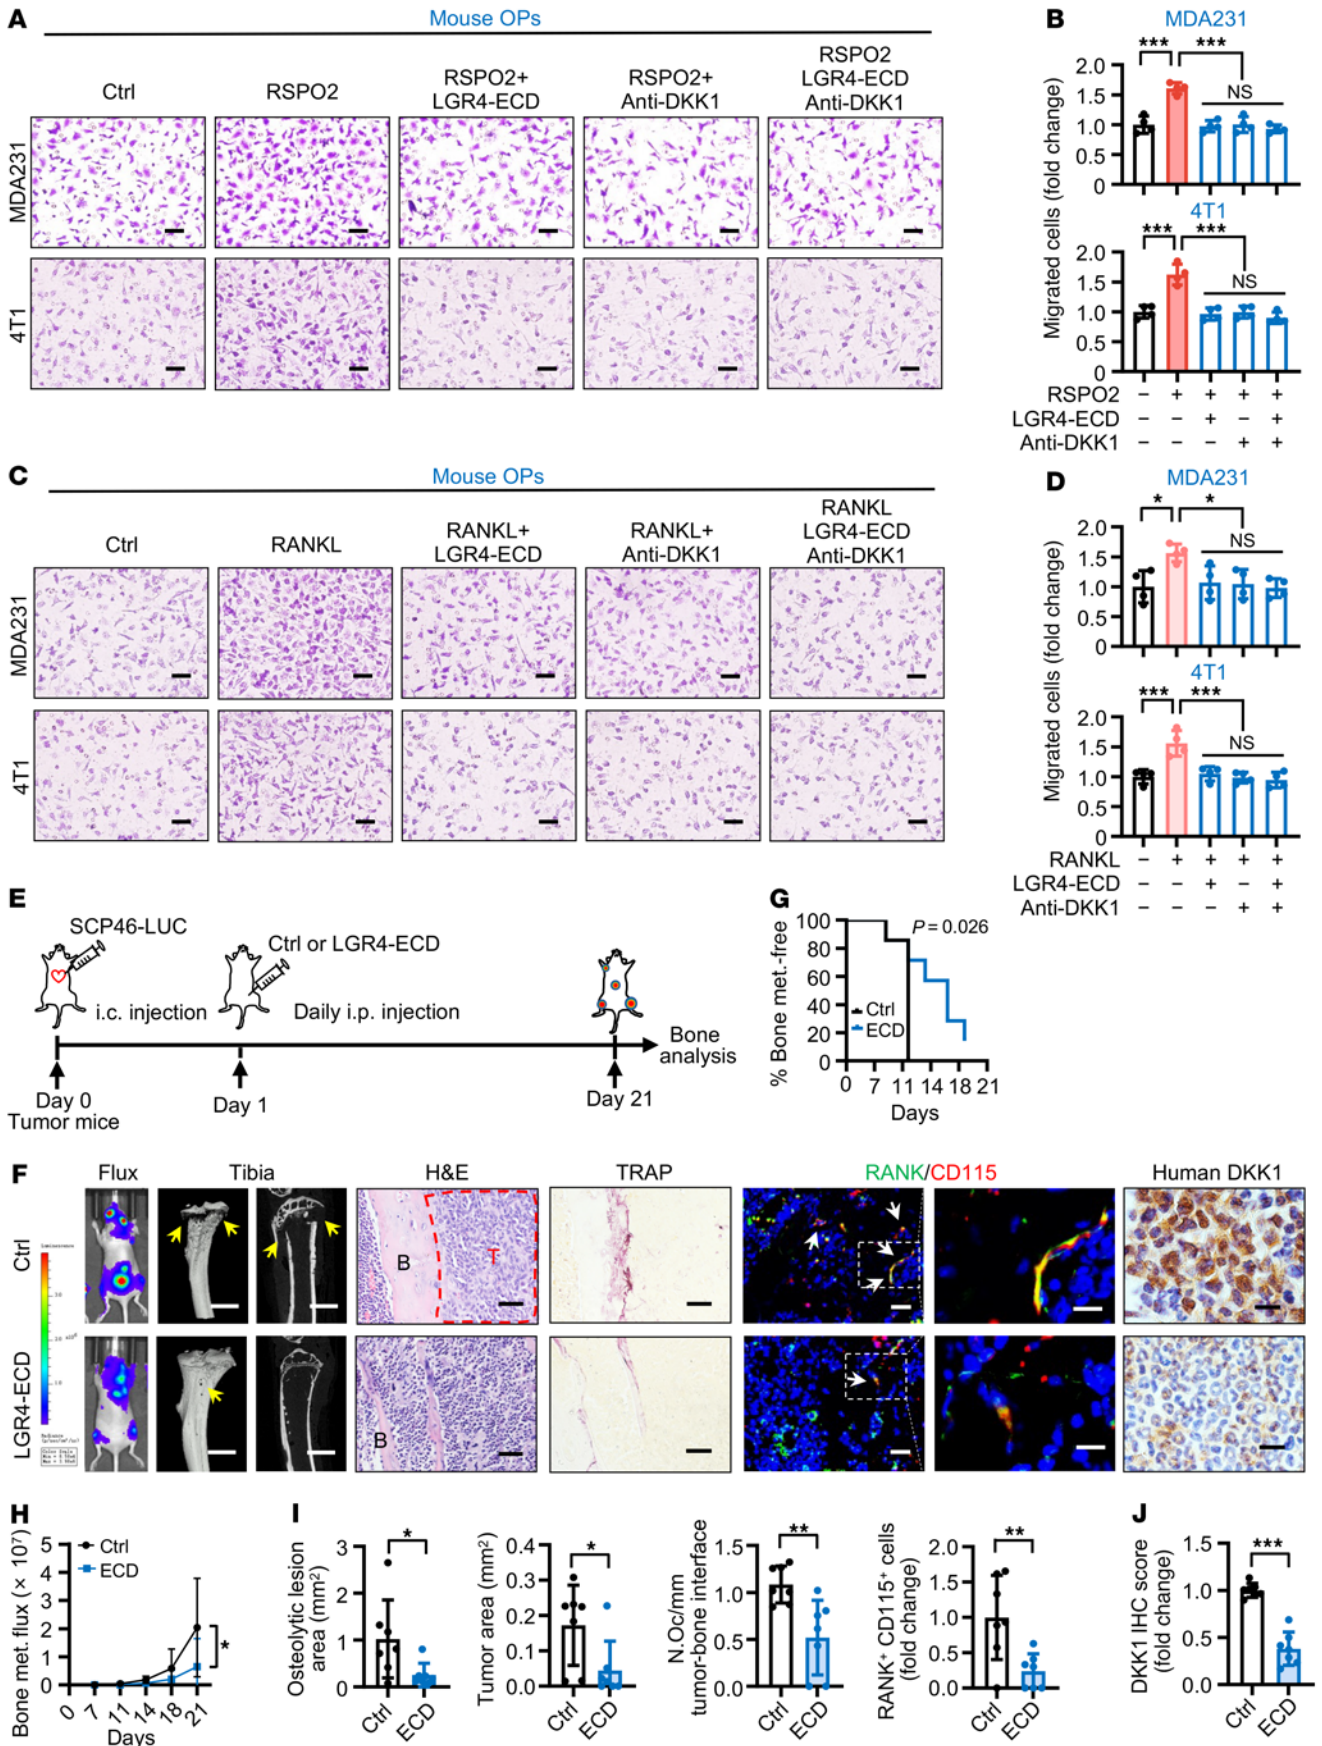 A
Mouse OPs
Ctrl
RSPO2
RSPO2+
LGR4-ECD
RSPO2+
Anti-DKK1
RSPO2
LGR4-ECD
Anti-DKK1
MDA231
4T1
B
MDA231
*** ***
NS
2.0
1.5
1.0
0.5
0
4T1
*** ***
NS
2.0
1.5
1.0
0.5
0
Migrated cells (fold change)
RSPO2 − + + + +
LGR4-ECD − − + − +
Anti-DKK1 − − − + +
C
Mouse OPs
Ctrl
RANKL
RANKL+
LGR4-ECD
RANKL+
Anti-DKK1
RANKL
LGR4-ECD
Anti-DKK1
MDA231
4T1
D
MDA231
* *
NS
2.0
1.5
1.0
0.5
0
4T1
*** ***
NS
2.0
1.5
1.0
0.5
0
Migrated cells (fold change)
RANKL − + + + +
LGR4-ECD − − + − +
Anti-DKK1 − − − + +
E
SCP46-LUC
i.c. injection
Ctrl or LGR4-ECD
Daily i.p. injection
Bone
analysis
Day 0
Tumor mice
Day 1
Day 21
G
% Bone met.-free
100
80
60
40
20
0
P = 0.026
Ctrl
ECD
0 7 11 14 18 21
Days
F
Flux
Tibia
H&E
TRAP
RANK/CD115
Human DKK1
Ctrl
B
T
LGR4-ECD
B
H
Bone met. flux (× 10⁷)
5
4
3
2
1
0
Ctrl
ECD
*
0 7 11 14 18 21
Days
I
Osteolytic lesion
area (mm²)
3
2
1
0
*
Ctrl ECD
Tumor area (mm²)
0.4
0.3
0.2
0.1
0.0
*
Ctrl ECD
N.Oc/mm
tumor-bone interface
1.5
1.0
0.5
0.0
**
Ctrl ECD
RANK⁺ CD115⁺ cells
(fold change)
2.0
1.5
1.0
0.5
0.0
**
Ctrl ECD
J
DKK1 IHC score
(fold change)
1.5
1.0
0.5
0.0
***
Ctrl ECD